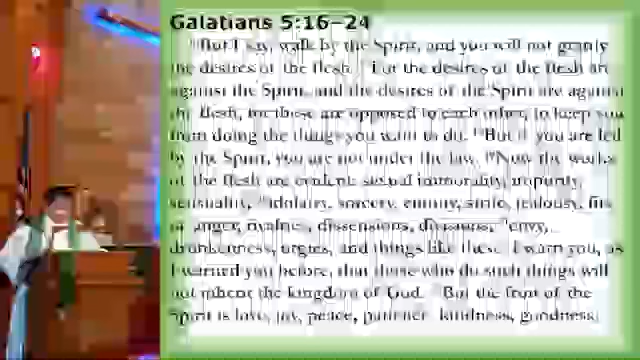 Galatians 5:16–24
But I say, walk by the Spirit, and you will not gratify
the desires of the flesh. For the desires of the flesh are
against the Spirit, and the desires of the Spirit are against
the flesh, for these are opposed to each other, to keep you
from doing the things you want to do. But if you are led
by the Spirit, you are not under the law. Now the works
of the flesh are evident: sexual immorality, impurity,
sensuality, idolatry, sorcery, enmity, strife, jealousy, fits
of anger, rivalries, dissensions, divisions, envy,
drunkenness, orgies, and things like these. I warn you, as
I warned you before, that those who do such things will
not inherit the kingdom of God. But the fruit of the
Spirit is love, joy, peace, patience, kindness, goodness,